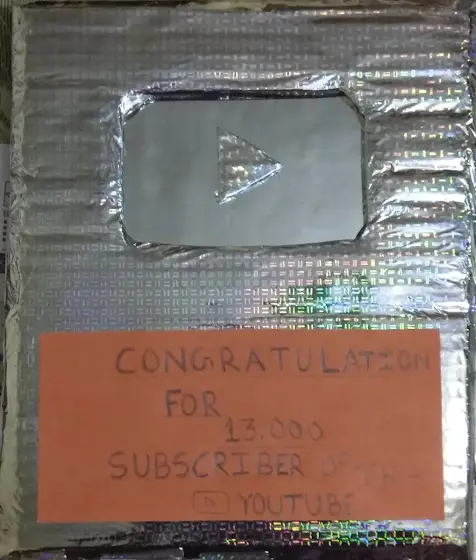 CONGRATULATION
FOR
13.000
SUBSCRIBER
YOUTUBE